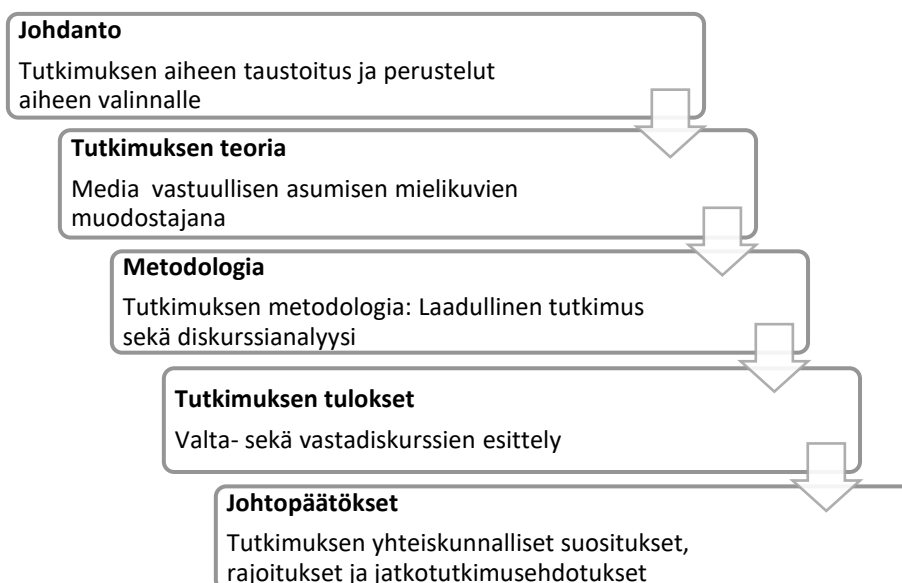 Johdanto
Tutkimuksen aiheen taustoitus ja perustelut
aiheen valinnalle
Tutkimuksen teoria
Media vastuullisen asumisen mielikuvien
muodostajana
Metodologia
Tutkimuksen metodologia: Laadullinen tutkimus
sekä diskurssianalyysi
Tutkimuksen tulokset
Valta- sekä vastadiskurssien esittely
Johtopäätökset
Tutkimuksen yhteiskunnalliset suositukset,
rajoitukset ja jatkotutkimusehdotukset